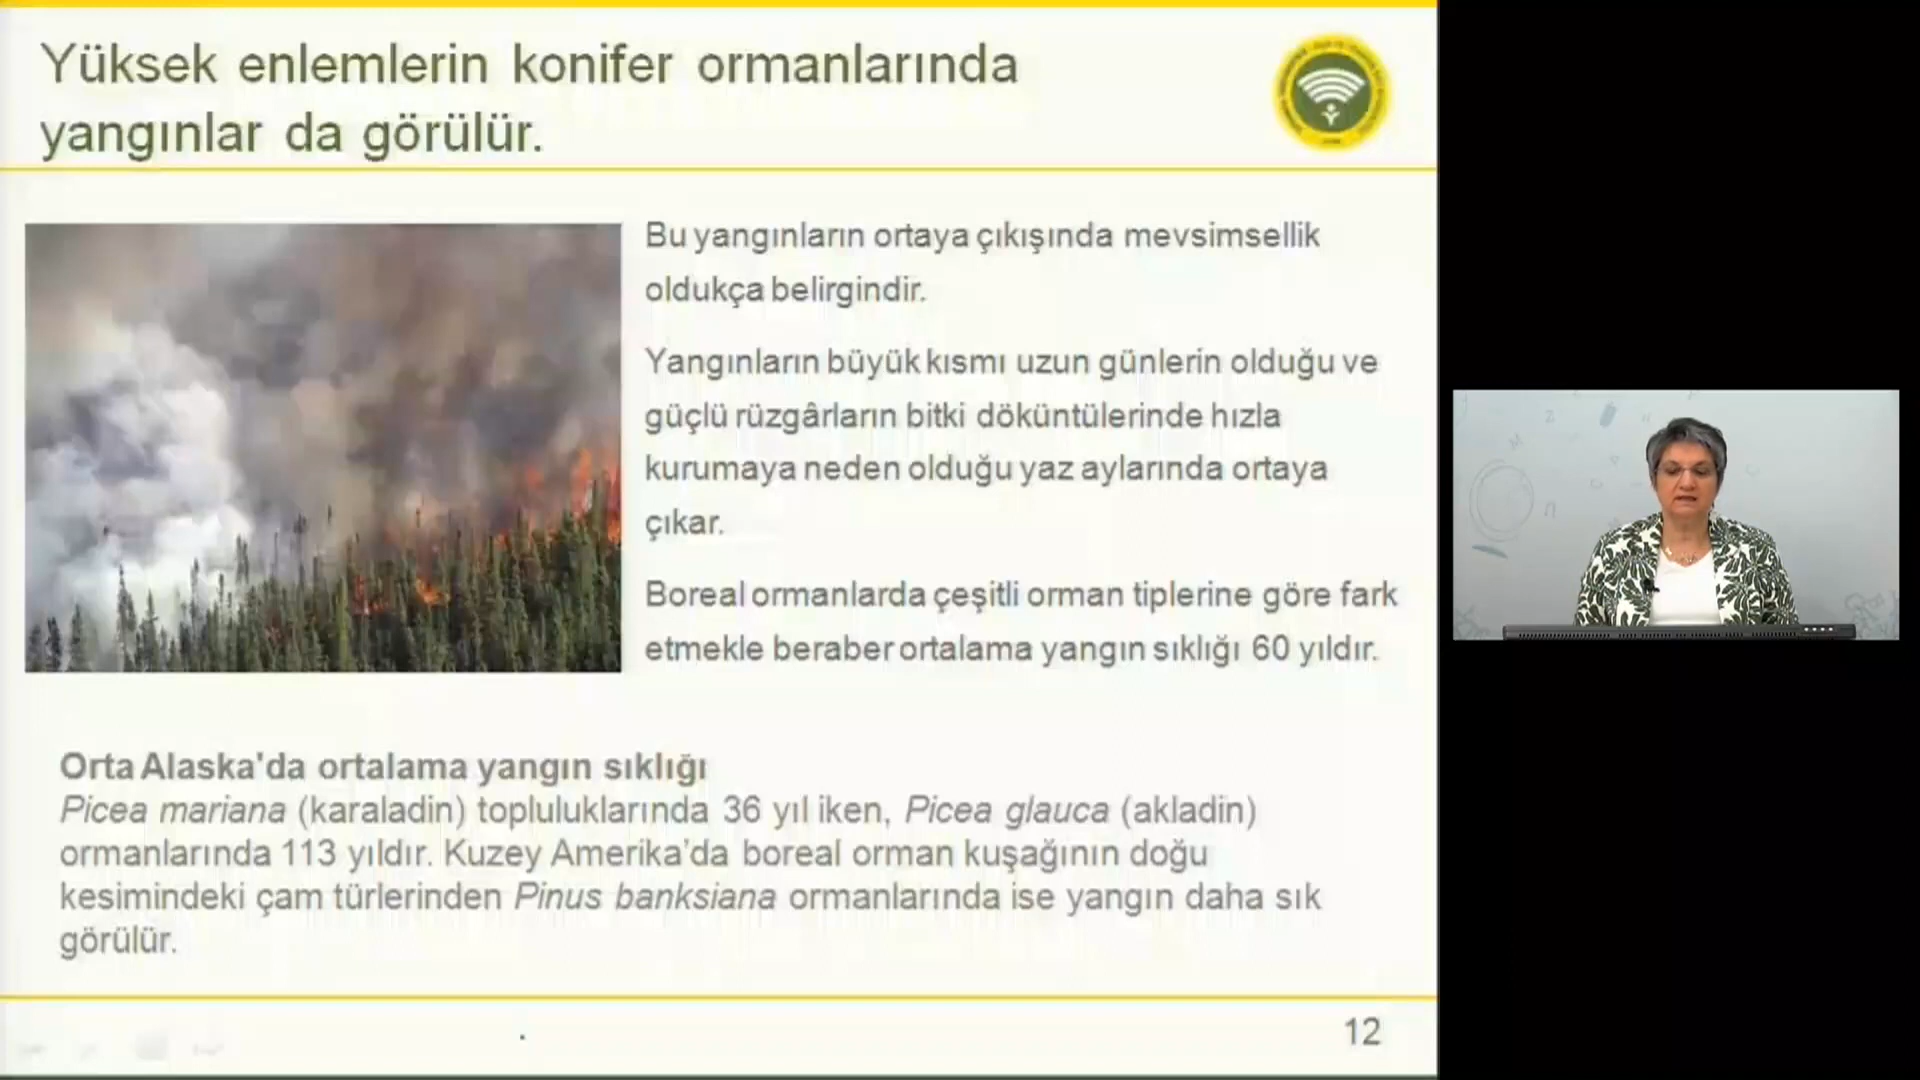 Yüksek enlemlerin konifer ormanlarında
yangınlar da görülür.
Bu yangınların ortaya çıkışında mevsimsellik
oldukça belirgindir.
Yangınların büyük kısmı uzun günlerin olduğu ve
güçlü rüzgârların bitki döküntülerinde hızla
kurumaya neden olduğu yaz aylarında ortaya
çıkar.
Boreal ormanlarda çeşitli orman tiplerine göre fark
etmekle beraber ortalama yangın sıklığı 60 yıldır.
Orta Alaska'da ortalama yangın sıklığı
Picea mariana (karaladin) topluluklarında 36 yıl iken, Picea glauca (akladin)
ormanlarında 113 yıldır. Kuzey Amerika’da boreal orman kuşağının doğu
kesimindeki çam türlerinden Pinus banksiana ormanlarında ise yangın daha sık
görülür.
12